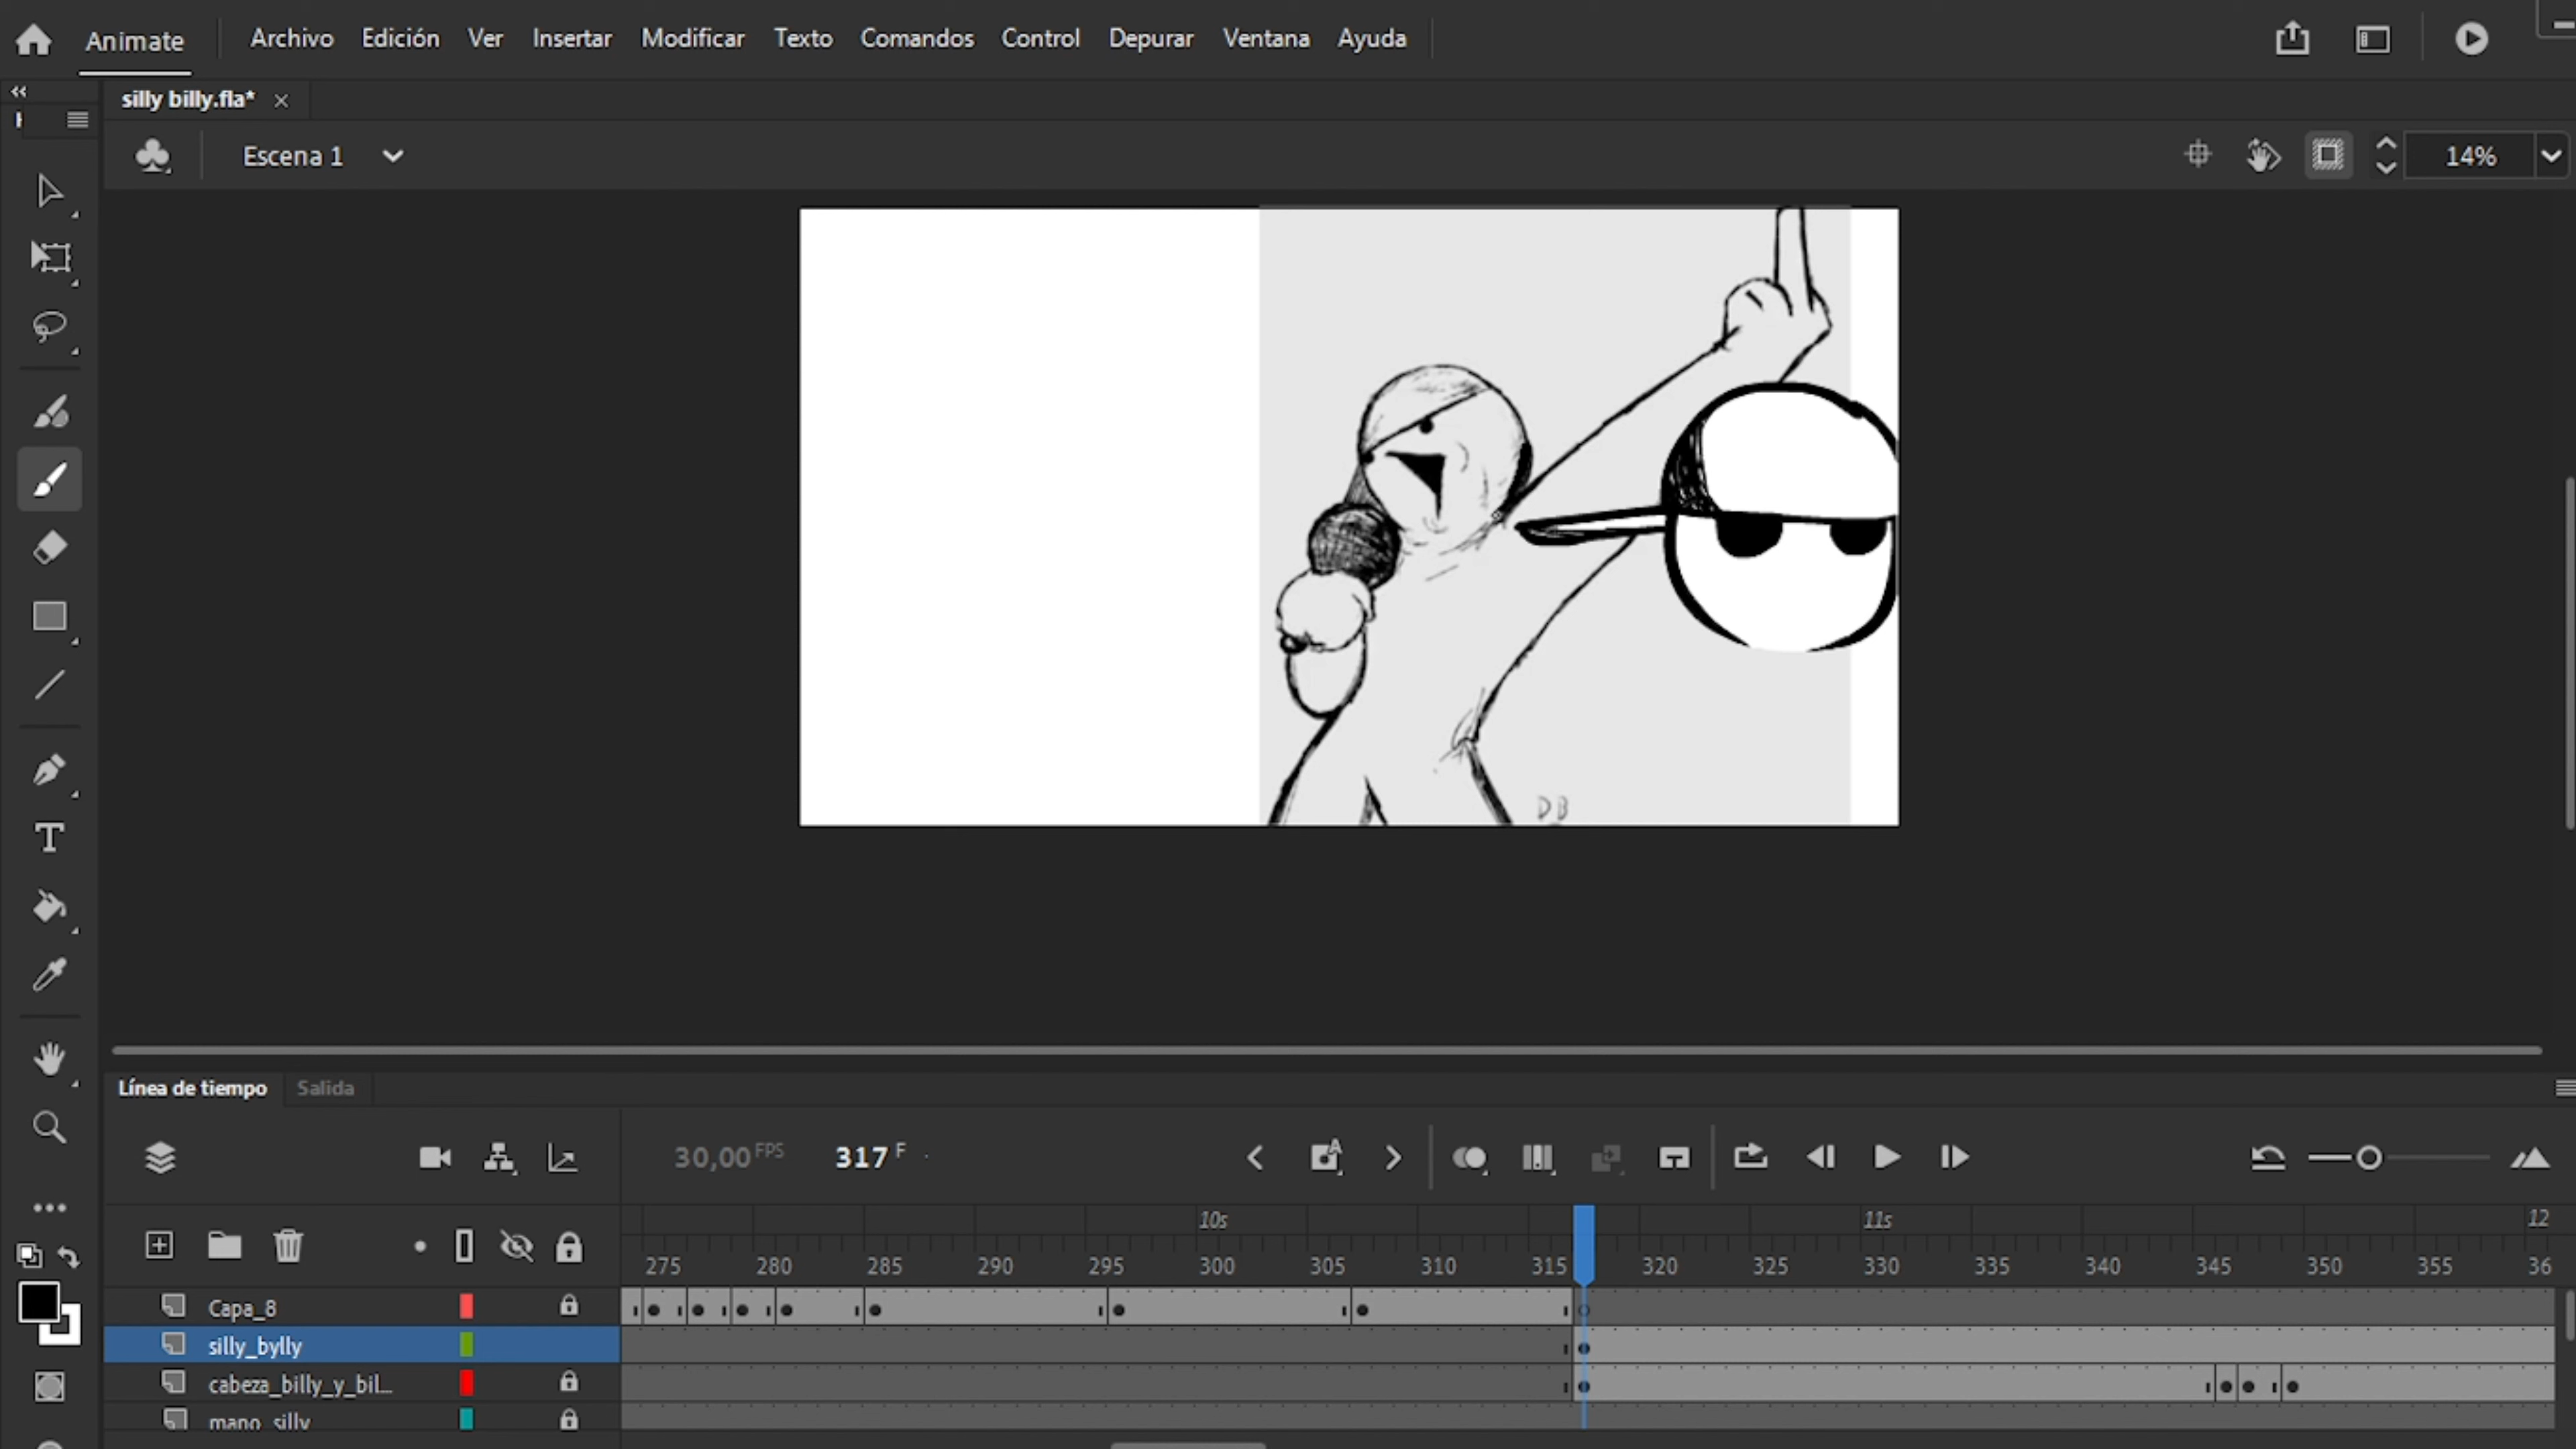 Animate Archivo Edición Ver Insertar Modificar Texto Comandos Control Depurar Ventana Ayuda
silly billy.fla*
Escena 1
14%
DB
Línea de tiempo Salida
30,00 FPS 317 F
10s 11s 12
275 280 285 290 295 300 305 310 315 320 325 330 335 340 345 350 355 36
Capa_8
silly_bylly
cabeza_billy_y_bil...
mano_silly